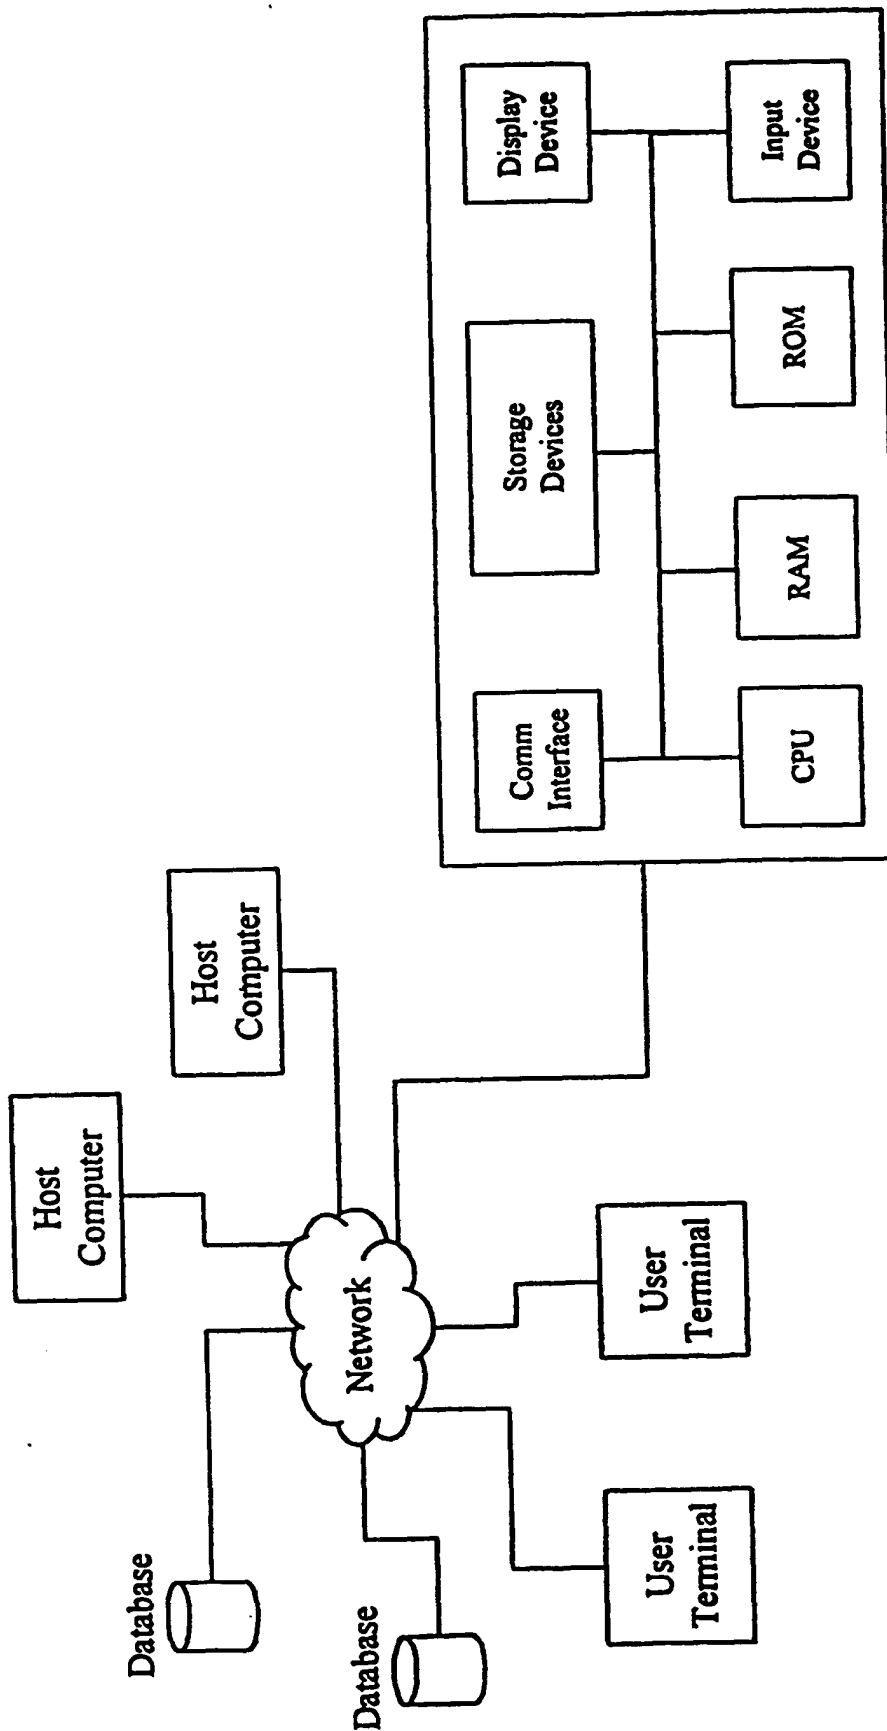 Database
Database
Host
Computer
Host
Computer
Network
User
Terminal
User
Terminal
Comm
Interface
Storage
Devices
Display
Device
CPU
RAM
ROM
Input
Device